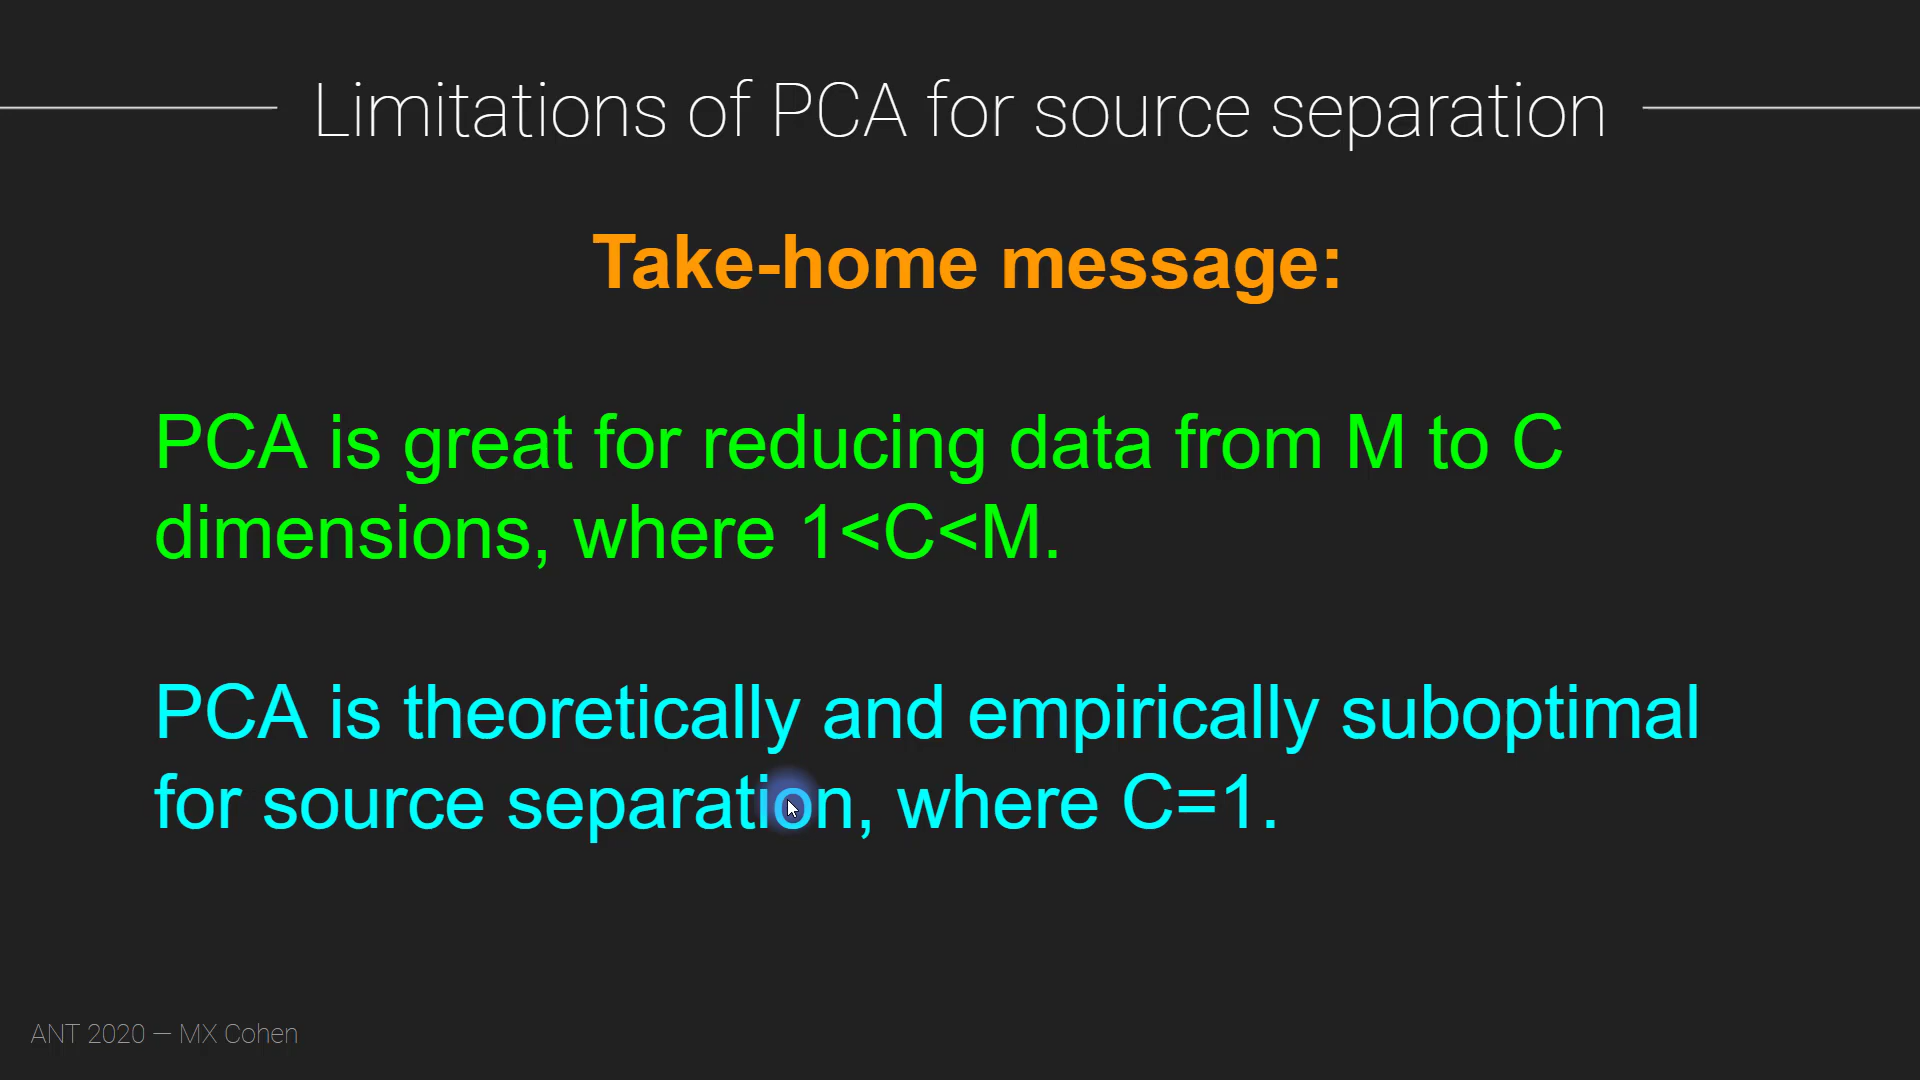 Limitations of PCA for source separation
Take-home message:
PCA is great for reducing data from M to C
dimensions, where 1<C<M.
PCA is theoretically and empirically suboptimal
for source separation, where C=1.
ANT 2020 — MX Cohen